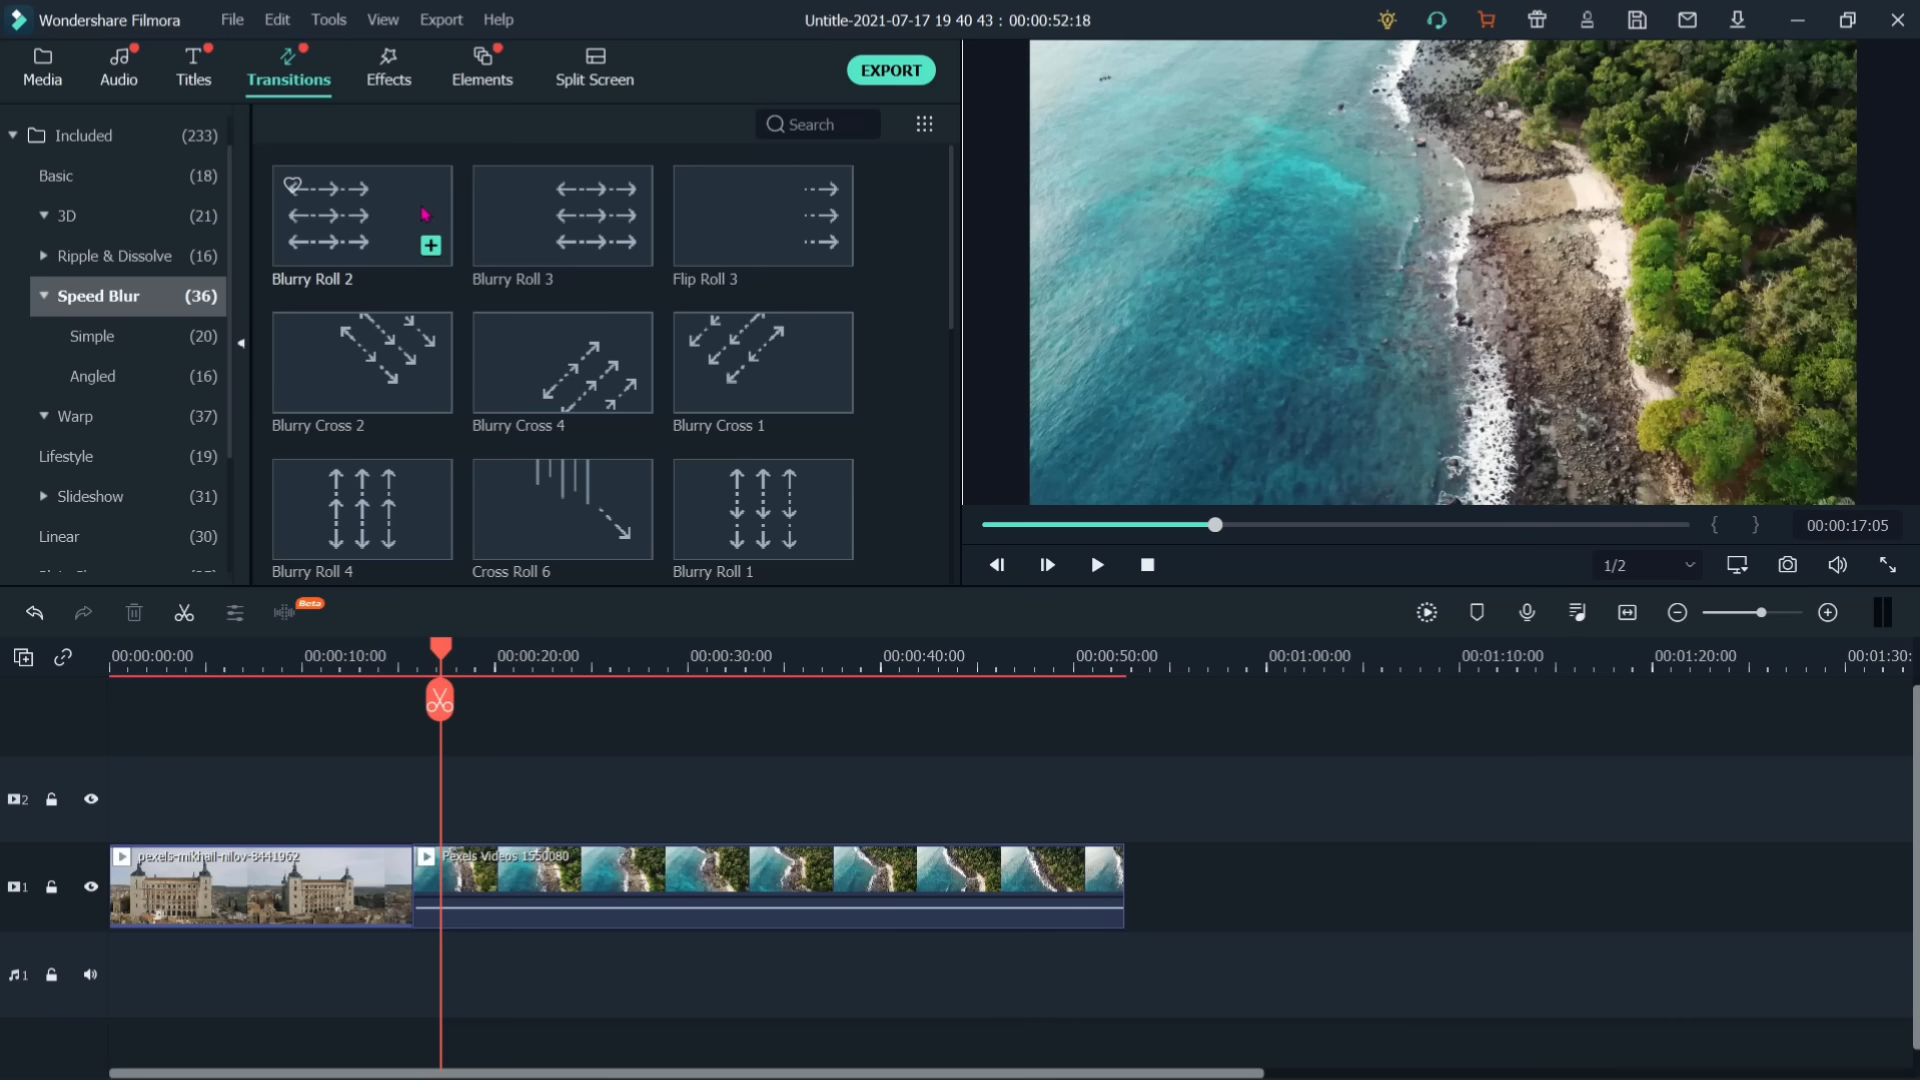 Wondershare Filmora File Edit Tools View Export Help Untitle-2021-07-17 19 40 43 : 00:00:52:18
Media Audio Titles Transitions Effects Elements Split Screen EXPORT
Included (233)
Basic (18)
3D (21)
Ripple & Dissolve (16)
Speed Blur (36)
Simple (20)
Angled (16)
Warp (37)
Lifestyle (19)
Slideshow (31)
Linear (30)
Search
Blurry Roll 2 Blurry Roll 3 Flip Roll 3
Blurry Cross 2 Blurry Cross 4 Blurry Cross 1
Blurry Roll 4 Cross Roll 6 Blurry Roll 1
{ } 00:00:17:05
1/2
Beta
00:00:00:00 00:00:10:00 00:00:20:00 00:00:30:00 00:00:40:00 00:00:50:00 00:01:00:00 00:01:10:00 00:01:20:00 00:01:30:
2
pexels-mikhail-nilov-8441962 Pexels Videos 1550080
1
1